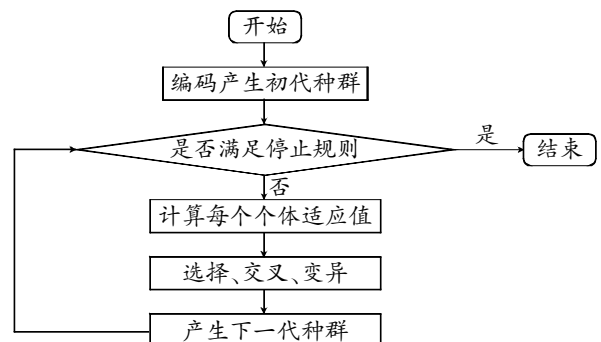 开始
编码产生初代种群
是否满足停止规则
是
结束
否
计算每个个体适应值
选择、交叉、变异
产生下一代种群